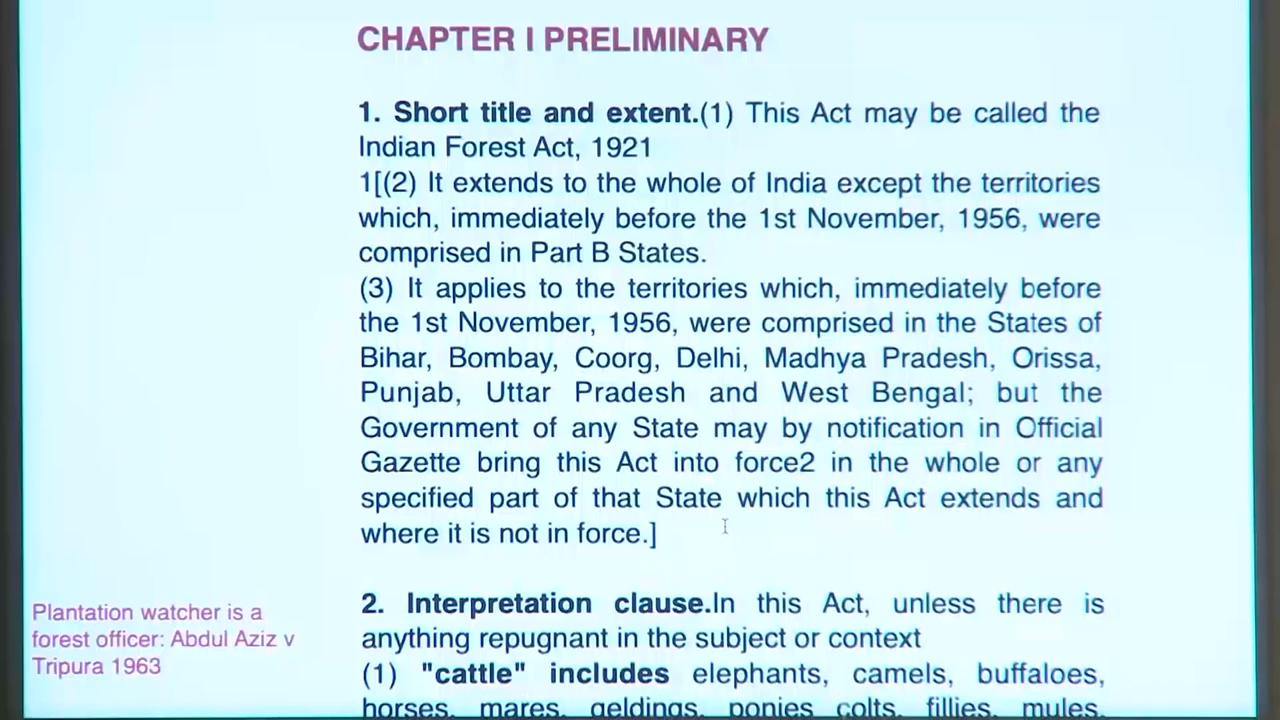 CHAPTER I PRELIMINARY
1. Short title and extent.(1) This Act may be called the
Indian Forest Act, 1921
1[(2) It extends to the whole of India except the territories
which, immediately before the 1st November, 1956, were
comprised in Part B States.
(3) It applies to the territories which, immediately before
the 1st November, 1956, were comprised in the States of
Bihar, Bombay, Coorg, Delhi, Madhya Pradesh, Orissa,
Punjab, Uttar Pradesh and West Bengal; but the
Government of any State may by notification in Official
Gazette bring this Act into force2 in the whole or any
specified part of that State which this Act extends and
where it is not in force.]
2. Interpretation clause.In this Act, unless there is
anything repugnant in the subject or context
(1) "cattle" includes elephants, camels, buffaloes,
horses, mares, geldings, ponies colts, fillies, mules,
Plantation watcher is a
forest officer: Abdul Aziz v
Tripura 1963